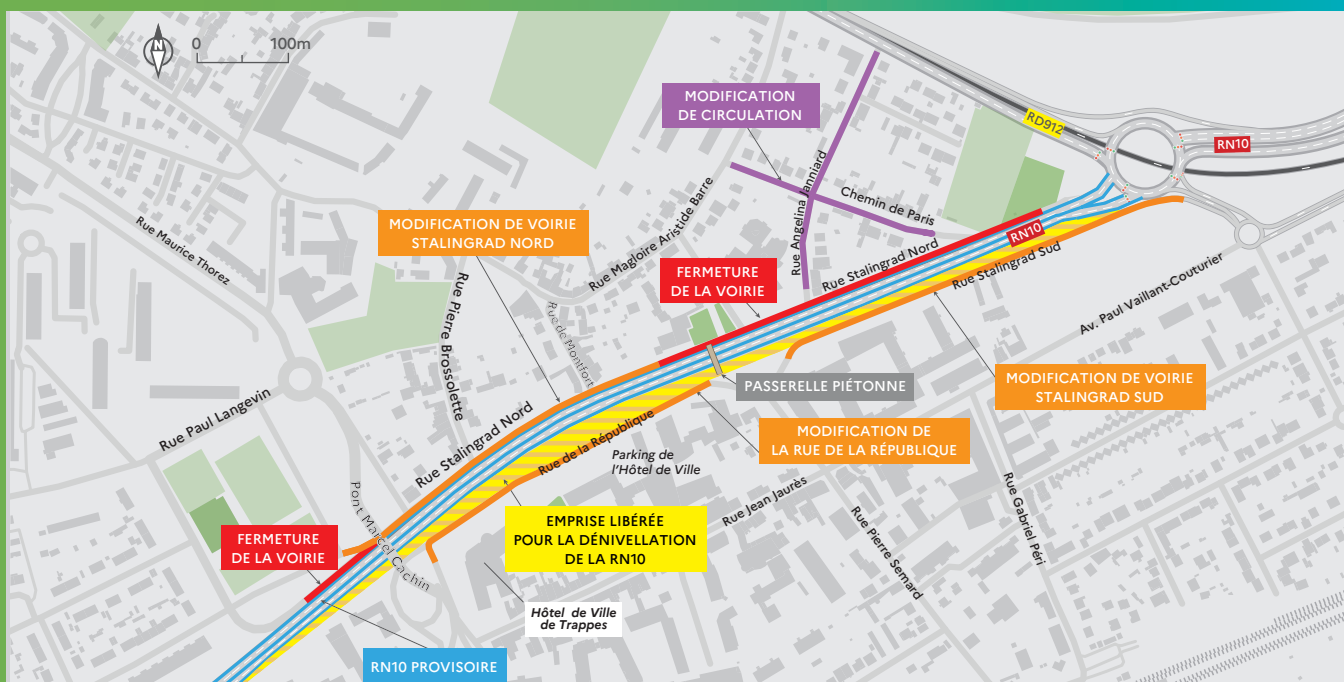 N
0 100m
MODIFICATION
DE CIRCULATION
RD912
RN10
Rue Angelina Janniard
Chemin de Paris
Rue Magloire Aristide Barre
MODIFICATION DE VOIRIE
STALINGRAD NORD
Rue Maurice Thorez
Rue Pierre Brossolette
Rue de Montfort
FERMETURE
DE LA VOIRIE
Rue Stalingrad Nord
RN10
Rue Stalingrad Sud
Av. Paul Vaillant-Couturier
PASSERELLE PIÉTONNE
MODIFICATION DE VOIRIE
STALINGRAD SUD
Rue Paul Langevin
Rue Stalingrad Nord
Rue de la République
MODIFICATION DE
LA RUE DE LA RÉPUBLIQUE
Parking de
l'Hôtel de Ville
Rue Jean Jaurès
Rue Pierre Semard
Rue Gabriel Péri
Pont Marcel Cachin
EMPRISE LIBÉRÉE
POUR LA DÉNIVELLATION
DE LA RN10
FERMETURE
DE LA VOIRIE
Hôtel de Ville
de Trappes
RN10 PROVISOIRE